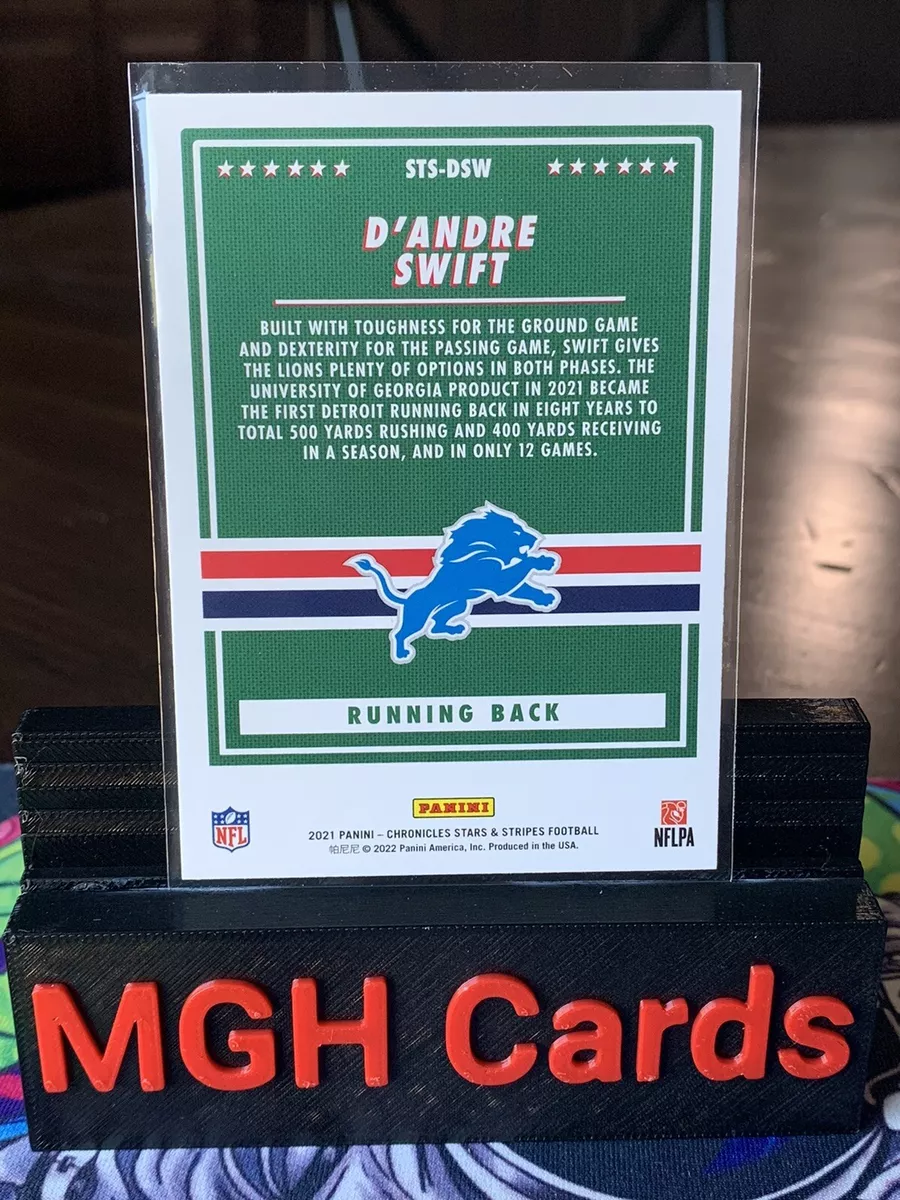 STS-DSW
D'ANDRE
SWIFT
BUILT WITH TOUGHNESS FOR THE GROUND GAME
AND DEXTERITY FOR THE PASSING GAME, SWIFT GIVES
THE LIONS PLENTY OF OPTIONS IN BOTH PHASES. THE
UNIVERSITY OF GEORGIA PRODUCT IN 2021 BECAME
THE FIRST DETROIT RUNNING BACK IN EIGHT YEARS TO
TOTAL 500 YARDS RUSHING AND 400 YARDS RECEIVING
IN A SEASON, AND IN ONLY 12 GAMES.
RUNNING BACK
NFL
PANINI
NFLPA
2021 PANINI – CHRONICLES STARS & STRIPES FOOTBALL
帕尼尼 © 2022 Panini America, Inc. Produced in the USA.
MGH Cards